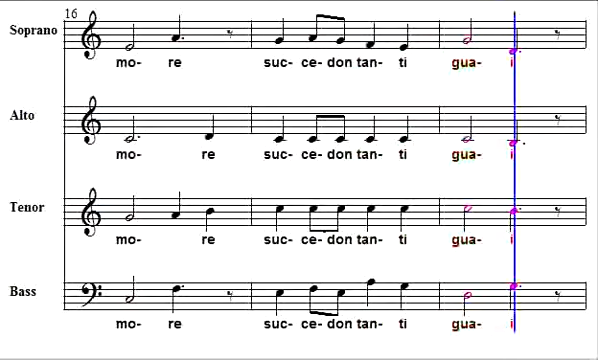 16
Soprano
mo- re suc- ce- don tan- ti gua- i
Alto
mo- re suc- ce- don tan- ti gua- i
Tenor
mo- re suc- ce- don tan- ti gua- i
Bass
mo- re suc- ce- don tan- ti gua- i